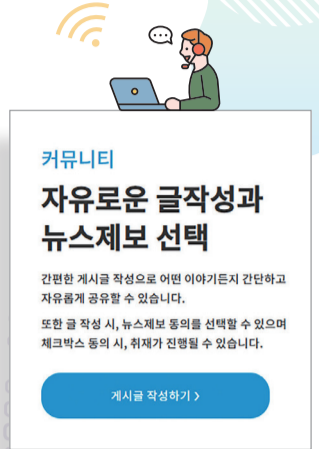 커뮤니티
자유로운 글작성과
뉴스제보 선택
간편한 게시글 작성으로 어떤 이야기든지 간단하고
자유롭게 공유할 수 있습니다.
또한 글 작성 시, 뉴스제보 동의를 선택할 수 있으며
체크박스 동의 시, 취재가 진행될 수 있습니다.
게시글 작성하기 >